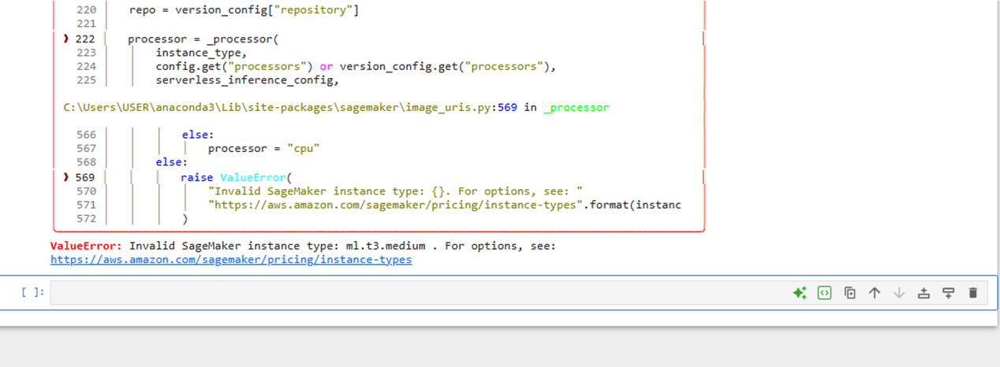 220 repo = version_config["repository"]
221
❱ 222 processor = _processor(
223 instance_type,
224 config.get("processors") or version_config.get("processors"),
225 serverless_inference_config,
C:\Users\USER\anaconda3\Lib\site-packages\sagemaker\image_uris.py:569 in _processor
566 else:
567 processor = "cpu"
568 else:
❱ 569 raise ValueError(
570 "Invalid SageMaker instance type: {}. For options, see: "
571 "https://aws.amazon.com/sagemaker/pricing/instance-types".format(instanc
572 )
ValueError: Invalid SageMaker instance type: ml.t3.medium . For options, see:
https://aws.amazon.com/sagemaker/pricing/instance-types
[ ]: